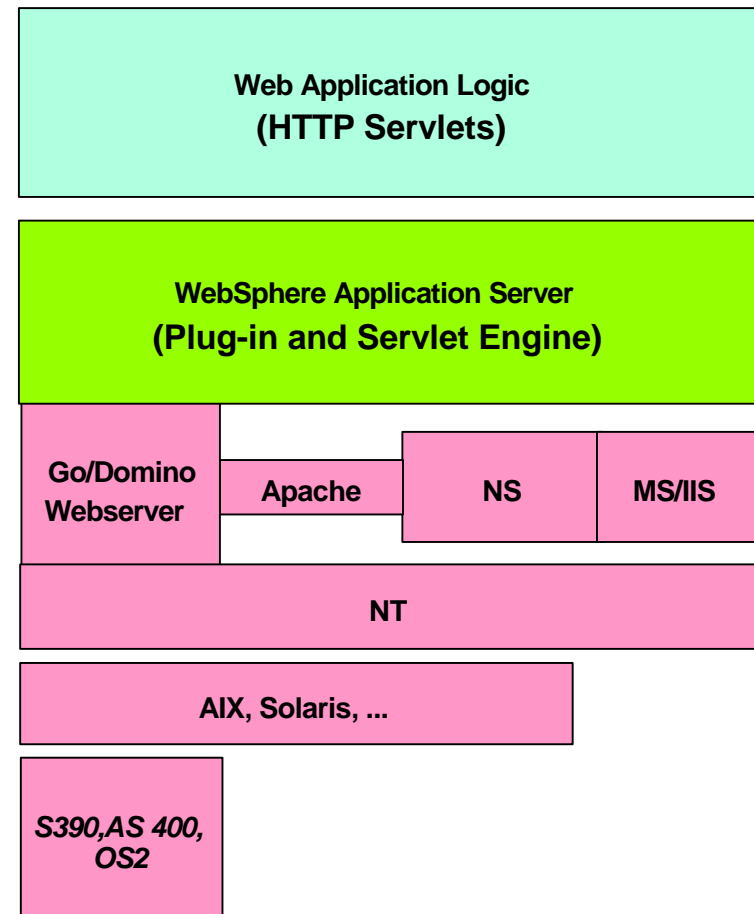 Web Application Logic
(HTTP Servlets)
WebSphere Application Server
(Plug-in and Servlet Engine)
Go/Domino
Webserver
Apache
NS
MS/IIS
NT
AIX, Solaris, ...
S390,AS 400,
OS2